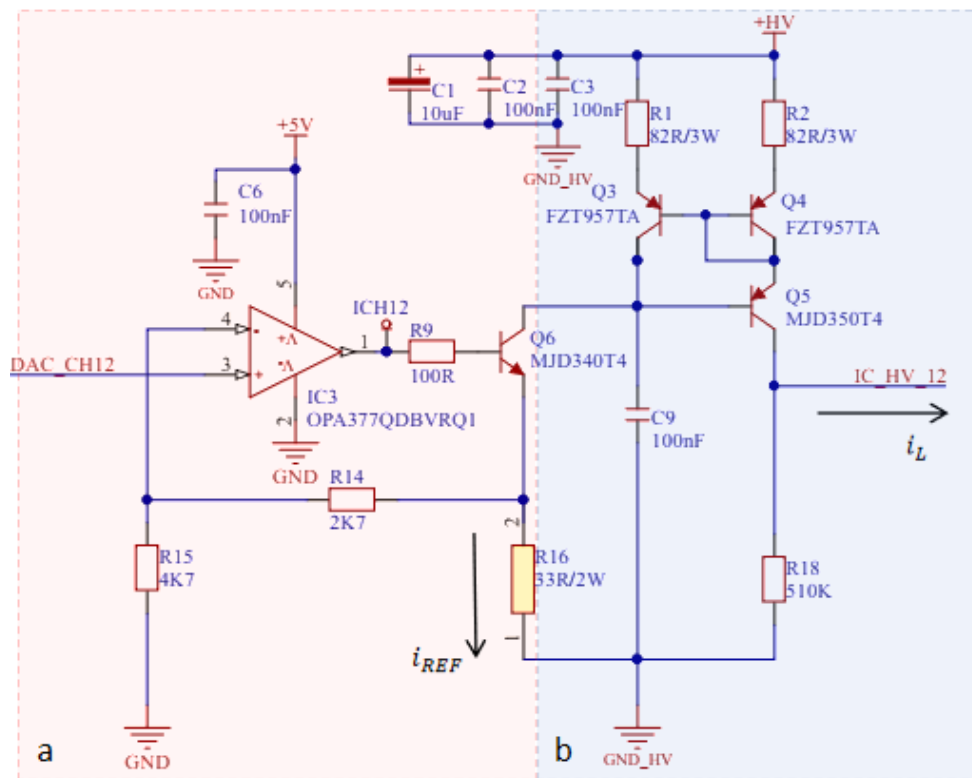 +HV
C1
10uF
C2
100nF
C3
100nF
R1
82R/3W
R2
82R/3W
+5V
GND_HV
C6
100nF
Q3
FZT957TA
Q4
FZT957TA
GND
5
ICH12
Q5
MJD350T4
4
-
V+
1
R9
100R
Q6
MJD340T4
DAC_CH12
3
+
V-
IC3
OPA377QDBVRQ1
2
GND
IC_HV_12
C9
100nF
i_L
R14
2K7
R15
4K7
2
R16
33R/2W
1
R18
510K
i_REF
GND
GND_HV
a
b